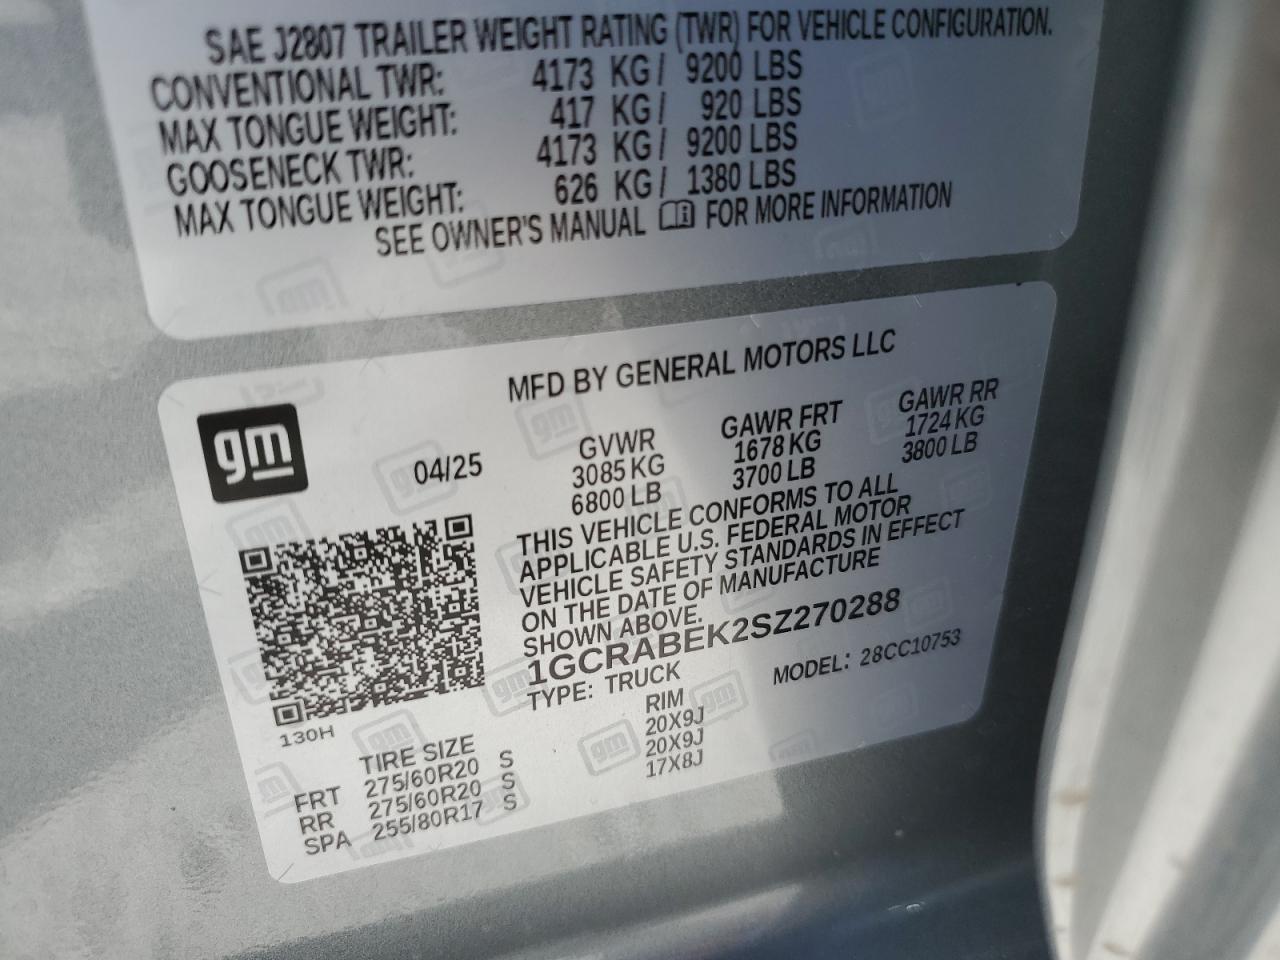 SAE J2807 TRAILER WEIGHT RATING (TWR) FOR VEHICLE CONFIGURATION.
CONVENTIONAL TWR: 4173 KG / 9200 LBS
MAX TONGUE WEIGHT: 417 KG / 920 LBS
GOOSENECK TWR: 4173 KG / 9200 LBS
MAX TONGUE WEIGHT: 626 KG / 1380 LBS
SEE OWNER'S MANUAL FOR MORE INFORMATION
MFD BY GENERAL MOTORS LLC
gm
04/25
GVWR GAWR FRT GAWR RR
3085 KG 1678 KG 1724 KG
6800 LB 3700 LB 3800 LB
THIS VEHICLE CONFORMS TO ALL
APPLICABLE U.S. FEDERAL MOTOR
VEHICLE SAFETY STANDARDS IN EFFECT
ON THE DATE OF MANUFACTURE
SHOWN ABOVE.
1GCRABEK2SZ270288
TYPE: TRUCK MODEL: 28CC10753
130H
TIRE SIZE RIM
FRT 275/60R20 S 20X9J
RR 275/60R20 S 20X9J
SPA 255/80R17 S 17X8J